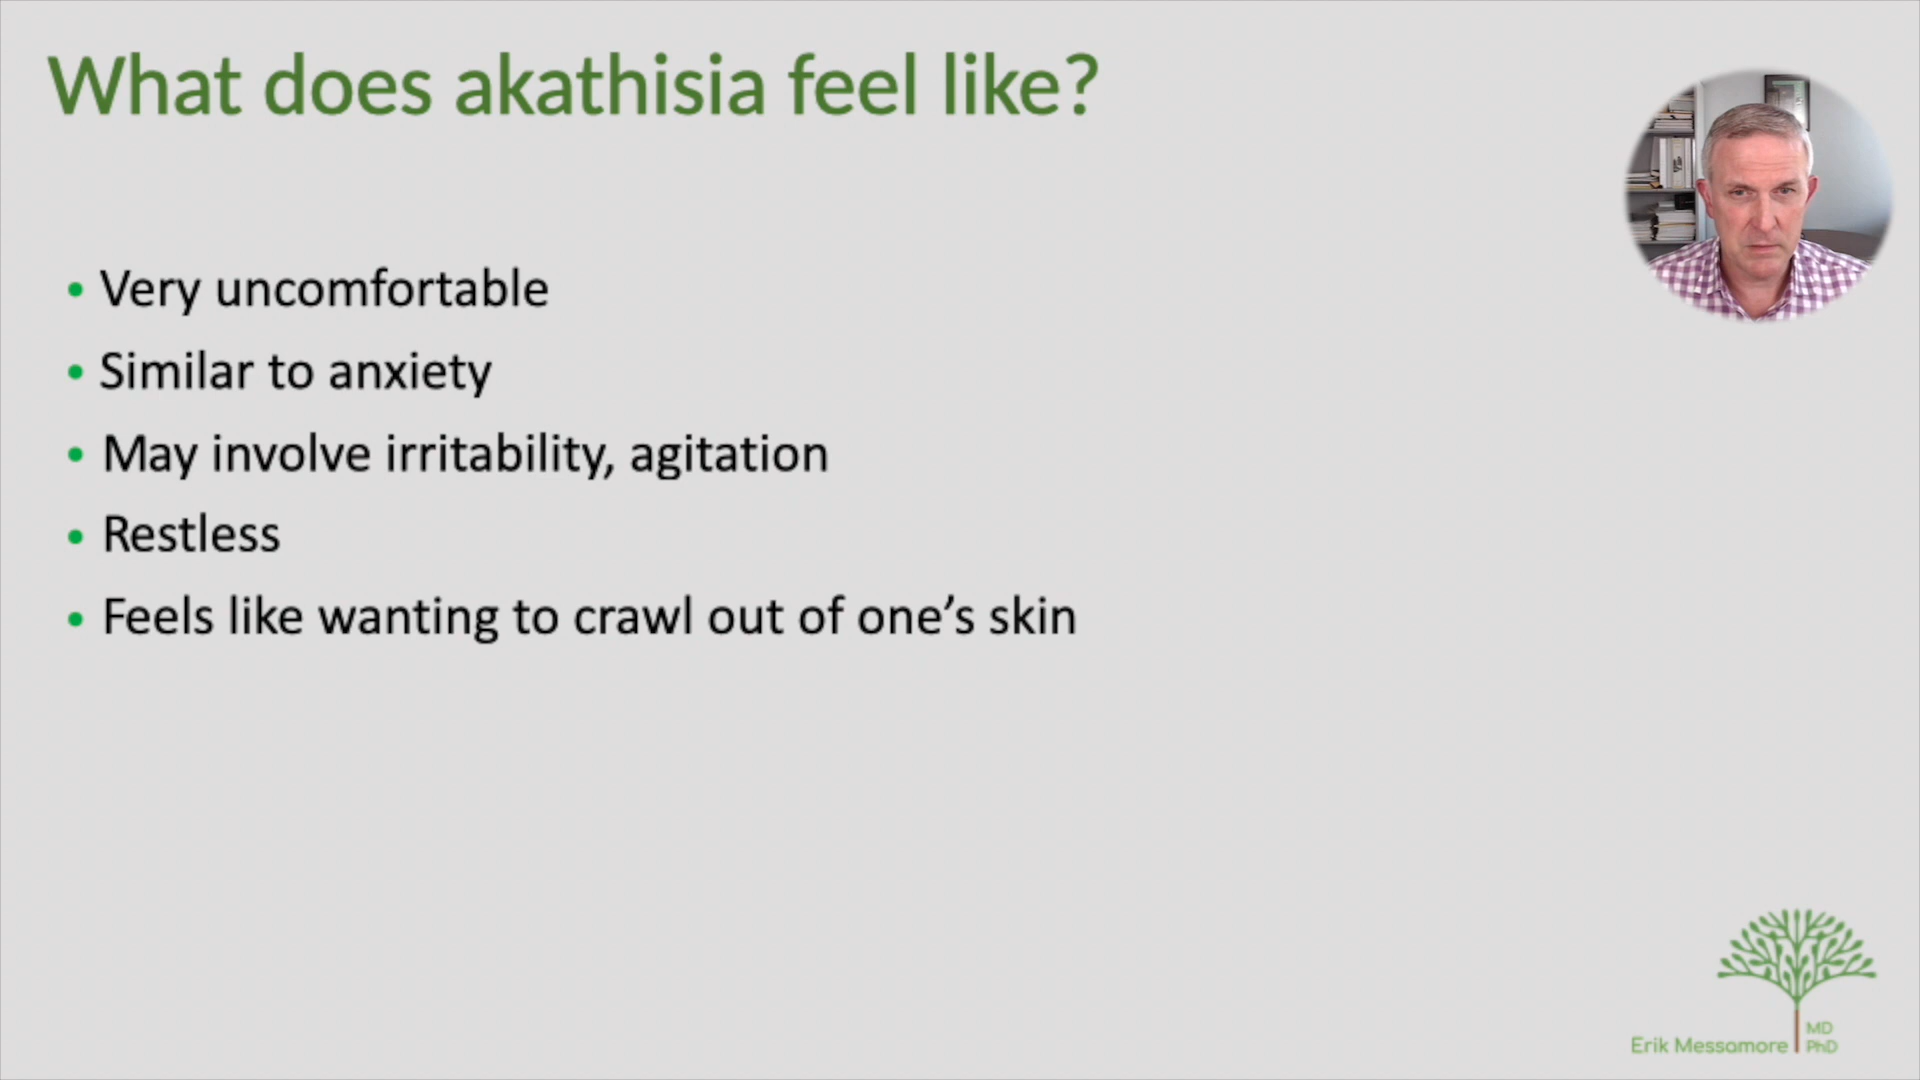 What does akathisia feel like?
• Very uncomfortable
• Similar to anxiety
• May involve irritability, agitation
• Restless
• Feels like wanting to crawl out of one’s skin
Erik Messamore
MD
PhD